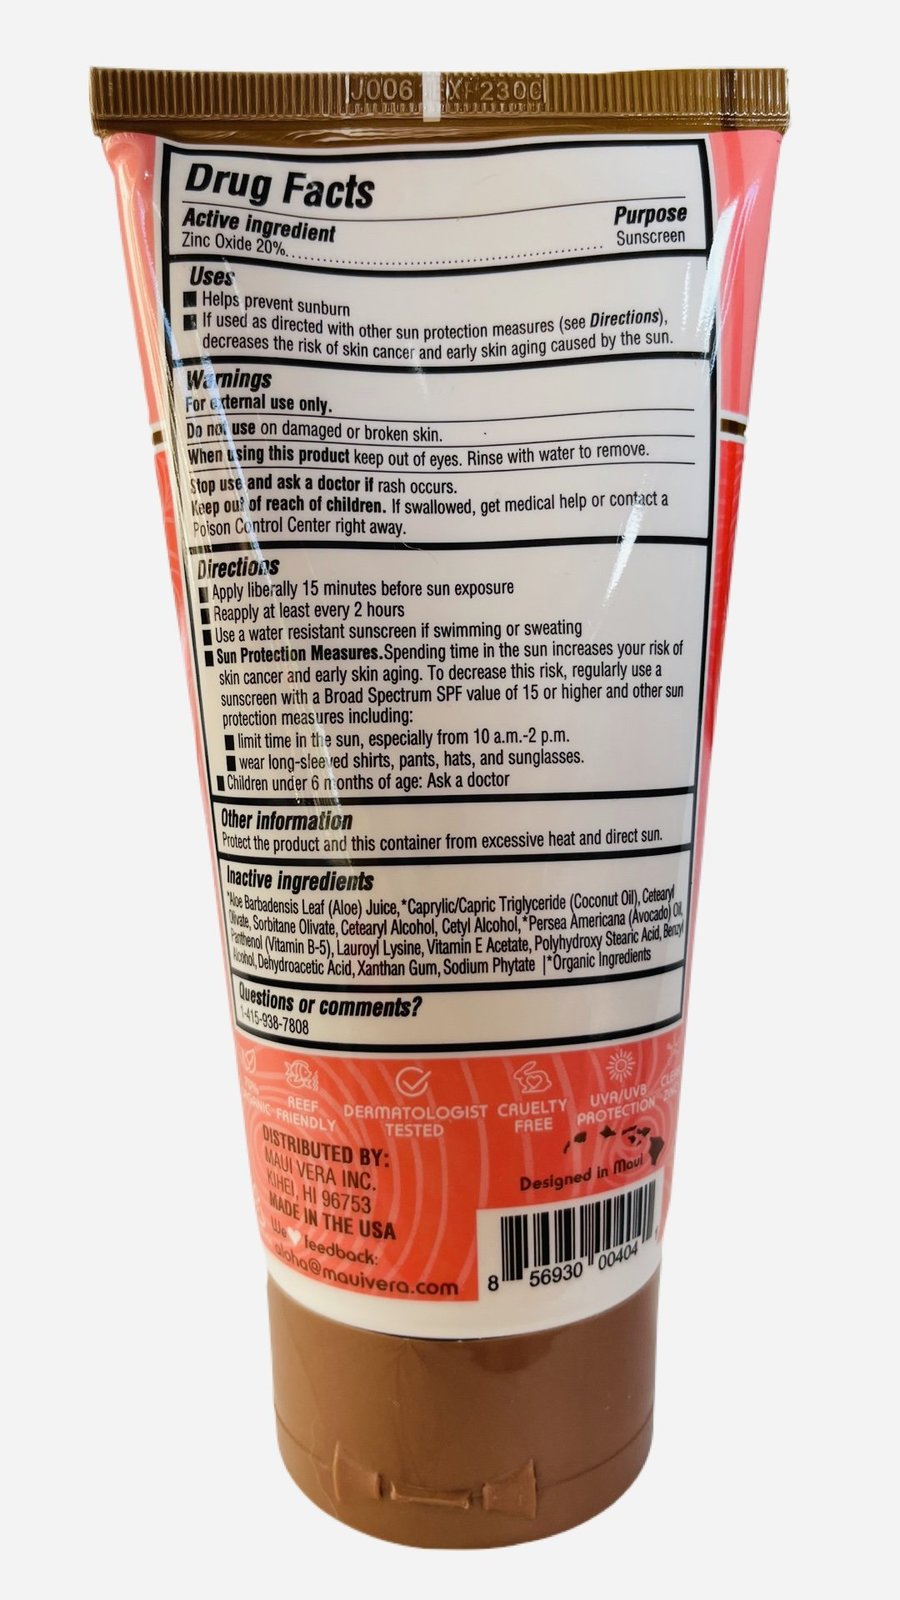 J0061 EXP 2300
Drug Facts
Active ingredient
Purpose
Zinc Oxide 20%
Sunscreen
Uses
Helps prevent sunburn
If used as directed with other sun protection measures (see Directions),
decreases the risk of skin cancer and early skin aging caused by the sun.
Warnings
For external use only.
Do not use on damaged or broken skin.
When using this product keep out of eyes. Rinse with water to remove.
Stop use and ask a doctor if rash occurs.
Keep out of reach of children. If swallowed, get medical help or contact a
Poison Control Center right away.
Directions
Apply liberally 15 minutes before sun exposure
Reapply at least every 2 hours
Use a water resistant sunscreen if swimming or sweating
Sun Protection Measures.Spending time in the sun increases your risk of
skin cancer and early skin aging. To decrease this risk, regularly use a
sunscreen with a Broad Spectrum SPF value of 15 or higher and other sun
protection measures including:
limit time in the sun, especially from 10 a.m.-2 p.m.
wear long-sleeved shirts, pants, hats, and sunglasses.
Children under 6 months of age: Ask a doctor
Other information
Protect the product and this container from excessive heat and direct sun.
Inactive ingredients
*Aloe Barbadensis Leaf (Aloe) Juice, *Caprylic/Capric Triglyceride (Coconut Oil), Cetearyl
Olivate, Sorbitane Olivate, Cetearyl Alcohol, Cetyl Alcohol, *Persea Americana (Avocado) Oil,
Panthenol (Vitamin B-5), Lauroyl Lysine, Vitamin E Acetate, Polyhydroxy Stearic Acid, Benzyl
Alcohol, Dehydroacetic Acid, Xanthan Gum, Sodium Phytate |*Organic Ingredients
Questions or comments?
1-415-938-7808
REEF
FRIENDLY
DERMATOLOGIST
TESTED
CRUELTY
FREE
UVA/UVB
PROTECTION
DISTRIBUTED BY:
MAUI VERA INC.
KIHEI, HI 96753
MADE IN THE USA
We feedback:
aloha@mauivera.com
Designed in Maui
8 56930 00404